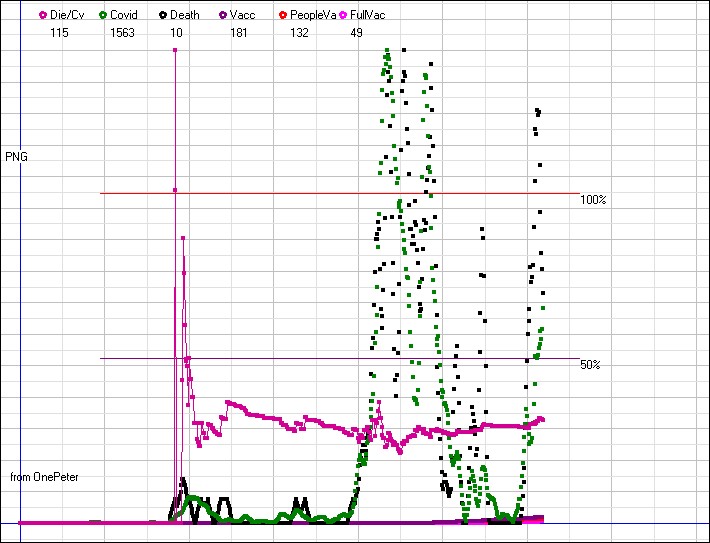 Die/Cv Covid Death Vacc PeopleVa FullVac
115 1563 10 181 132 49
PNG
100%
50%
from OnePeter